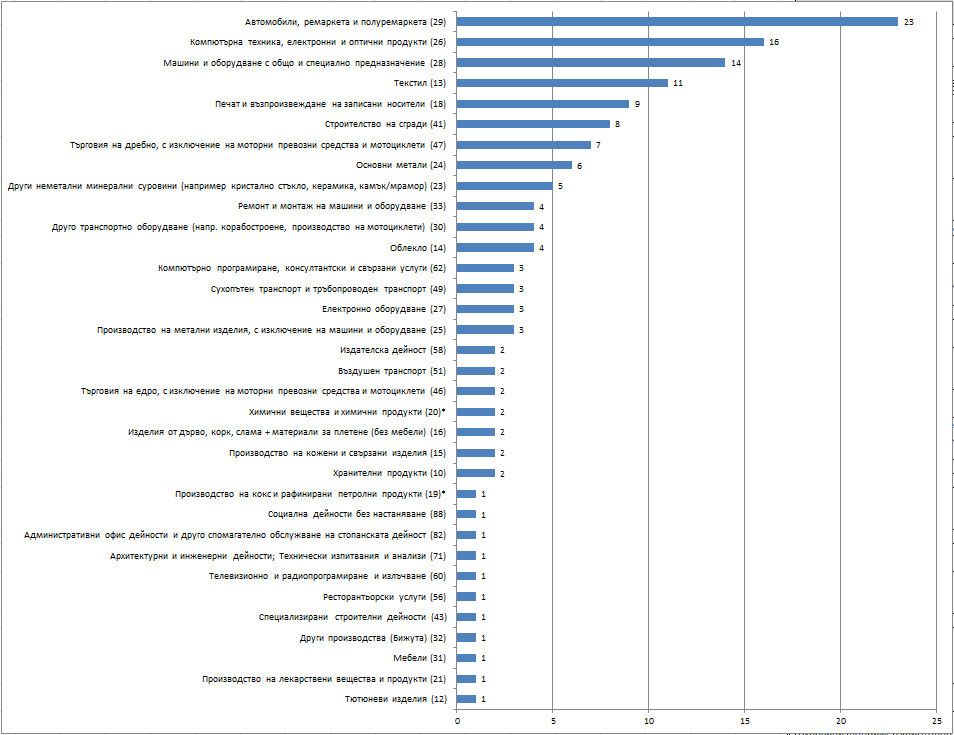 Автомобили, ремаркета и полуремаркета (29) 23
Компютърна техника, електронни и оптични продукти (26) 16
Машини и оборудване с общо и специално предназначение (28) 14
Текстил (13) 11
Печат и възпроизвеждане на записани носители (18) 9
Строителство на сгради (41) 8
Търговия на дребно, с изключение на моторни превозни средства и мотоциклети (47) 7
Основни метали (24) 6
Други неметални минерални суровини (например кристално стъкло, керамика, камък/мрамор) (23) 5
Ремонт и монтаж на машини и оборудване (33) 4
Друго транспортно оборудване (напр. корабостроене, производство на мотоциклети) (30) 4
Облекло (14) 4
Компютърно програмиране, консултантски и свързани услуги (62) 3
Сухопътен транспорт и тръбопроводен транспорт (49) 3
Електронно оборудване (27) 3
Производство на метални изделия, с изключение на машини и оборудване (25) 3
Издателска дейност (58) 2
Въздушен транспорт (51) 2
Търговия на едро, с изключение на моторни превозни средства и мотоциклети (46) 2
Химични вещества и химични продукти (20)* 2
Изделия от дърво, корк, слама + материали за плетене (без мебели) (16) 2
Производство на кожени и свързани изделия (15) 2
Хранителни продукти (10) 2
Производство на кокс и рафинирани петролни продукти (19)* 1
Социална дейности без настаняване (88) 1
Административни офис дейности и друго спомагателно обслужване на стопанската дейност (82) 1
Архитектурни и инженерни дейности; Технически изпитвания и анализи (71) 1
Телевизионно и радиопрограмиране и излъчване (60) 1
Ресторантьорски услуги (56) 1
Специализирани строителни дейности (43) 1
Други производства (Бижута) (32) 1
Мебели (31) 1
Производство на лекарствени вещества и продукти (21) 1
Тютюневи изделия (12) 1
0 5 10 15 20 25